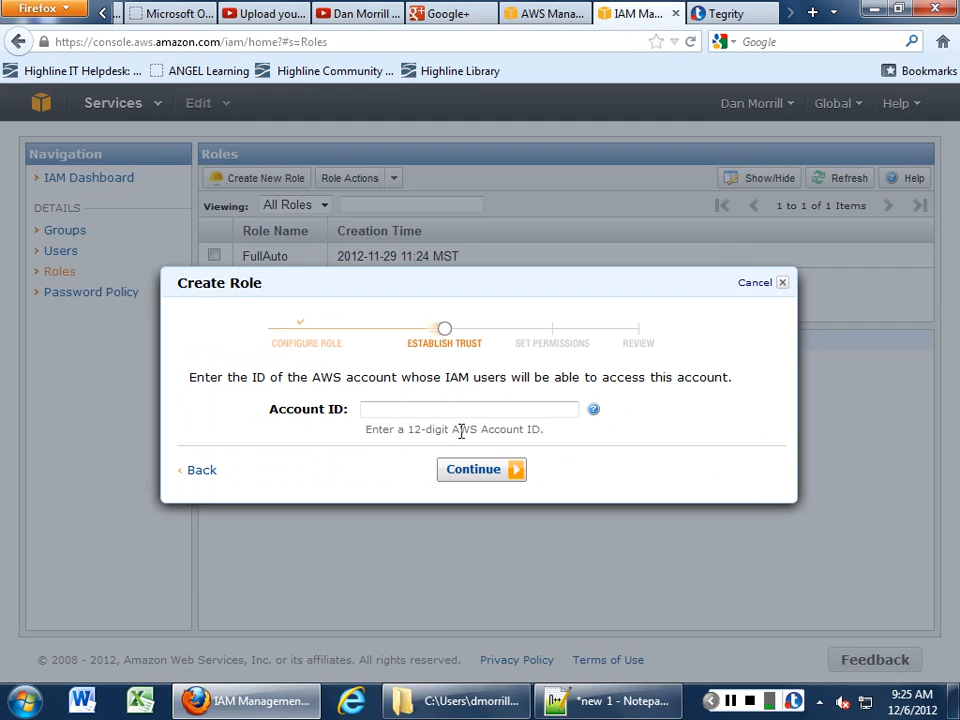 Firefox
Microsoft O...
Upload you...
Dan Morrill ...
Google+
AWS Mana...
IAM Ma...
Tegrity
https://console.aws.amazon.com/iam/home?#s=Roles
Google
Highline IT Helpdesk: ...
ANGEL Learning
Highline Community ...
Highline Library
Bookmarks
Services
Edit
Dan Morrill
Global
Help
Navigation
IAM Dashboard
DETAILS
Groups
Users
Roles
Password Policy
Roles
Create New Role
Role Actions
Show/Hide
Refresh
Help
Viewing:
All Roles
1 to 1 of 1 Items
Role Name
Creation Time
FullAuto
2012-11-29 11:24 MST
Create Role
Cancel
CONFIGURE ROLE
ESTABLISH TRUST
SET PERMISSIONS
REVIEW
Enter the ID of the AWS account whose IAM users will be able to access this account.
Account ID:
Enter a 12-digit AWS Account ID.
Back
Continue
© 2008 - 2012, Amazon Web Services, Inc. or its affiliates. All rights reserved.
Privacy Policy
Terms of Use
Feedback
IAM Managemen...
C:\Users\dmorrill...
*new 1 - Notepa...
9:25 AM
12/6/2012